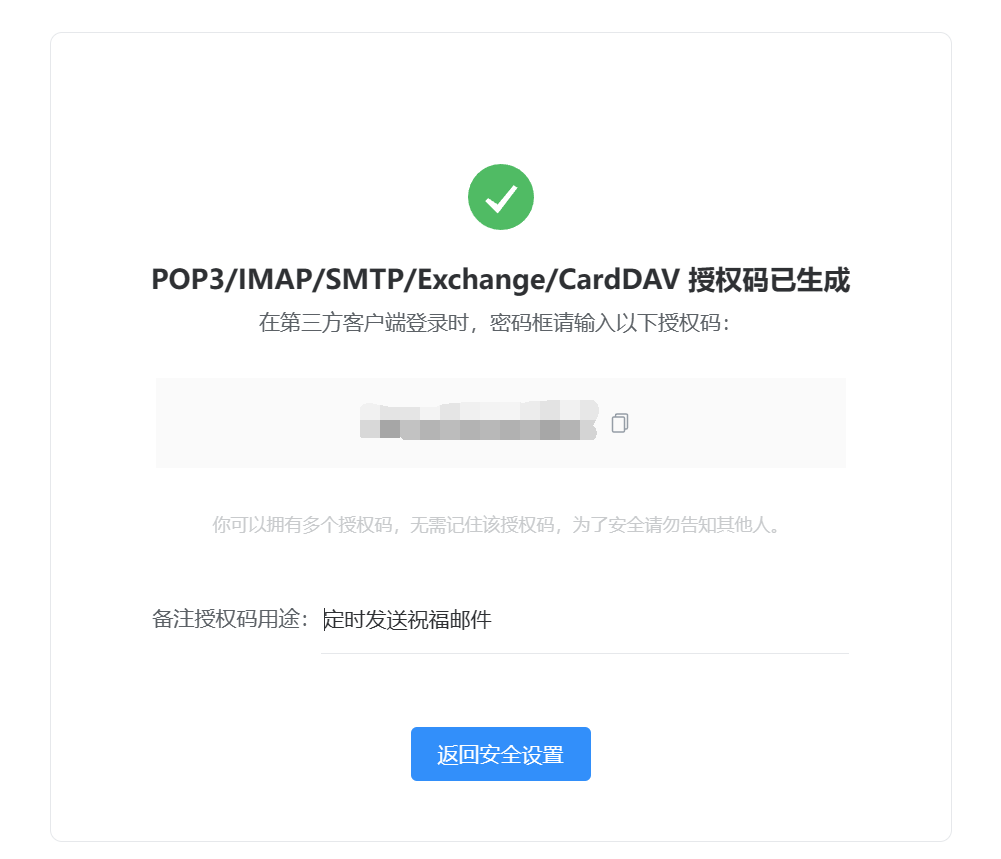 POP3/IMAP/SMTP/Exchange/CardDAV 授权码已生成
在第三方客户端登录时，密码框请输入以下授权码：
你可以拥有多个授权码，无需记住该授权码，为了安全请勿告知其他人。
备注授权码用途：定时发送祝福邮件
返回安全设置